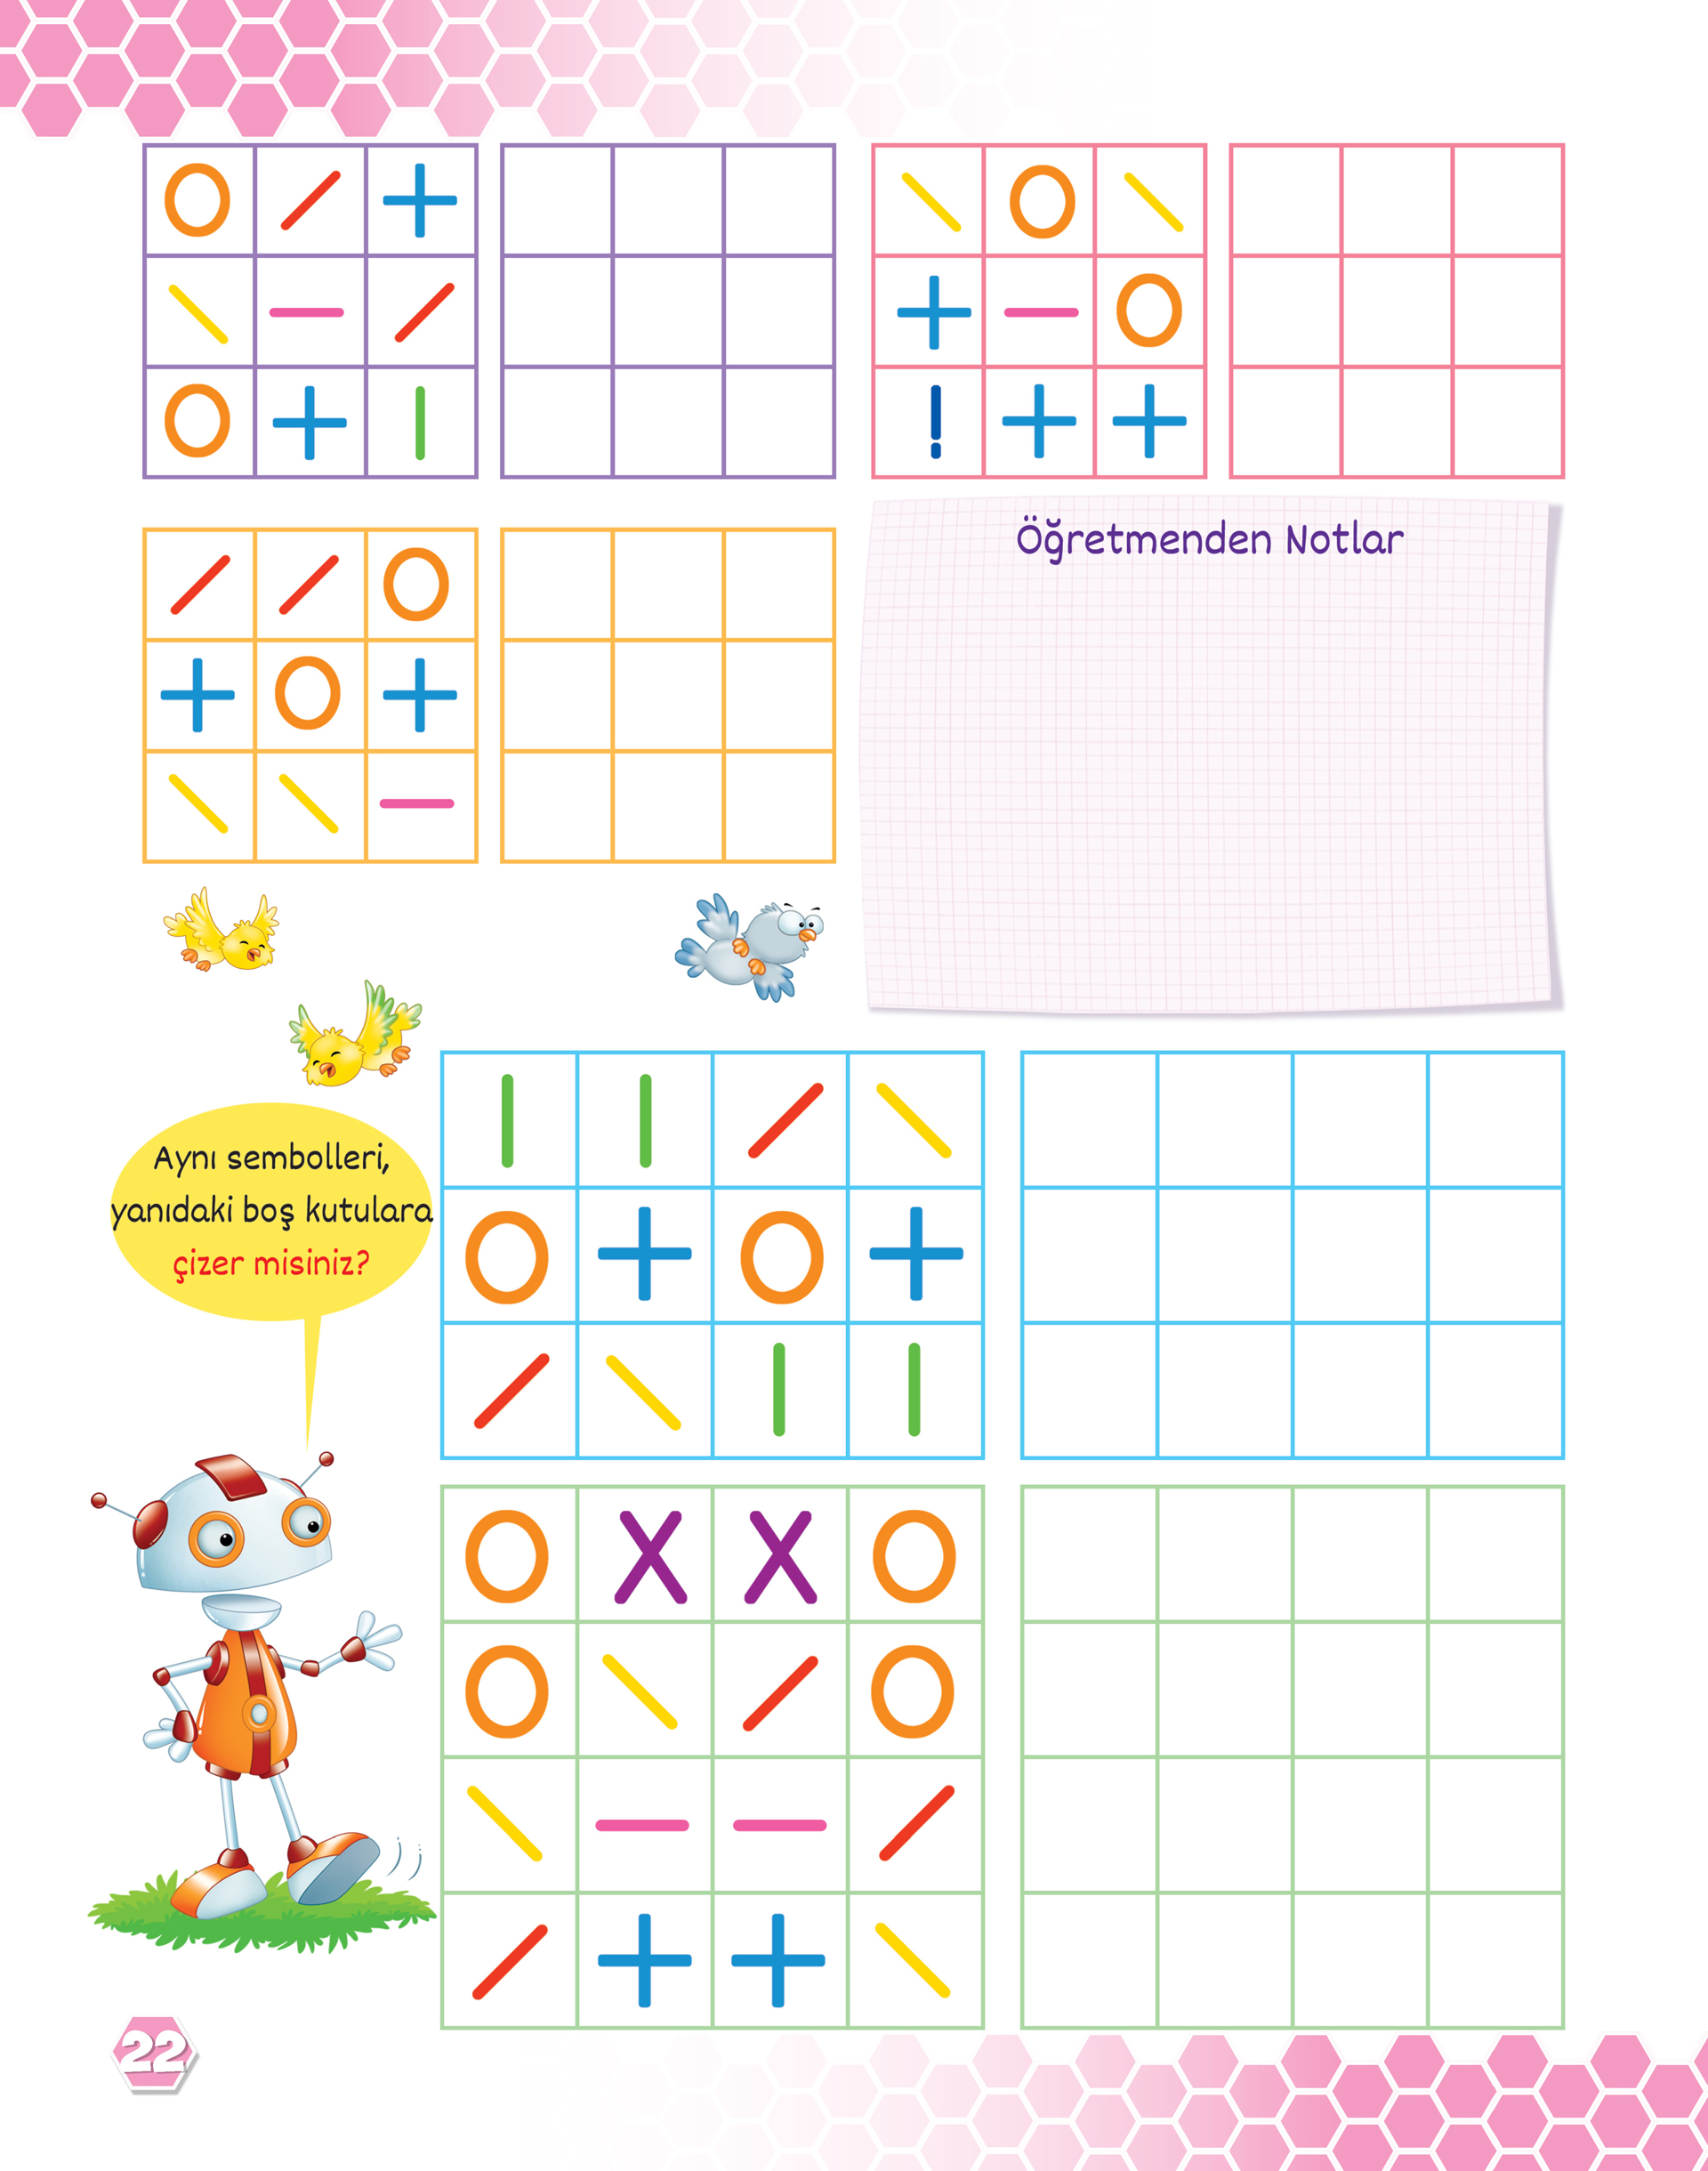 Öğretmenden Notlar
Aynı sembolleri,
yanıdaki boş kutulara
çizer misiniz?
22